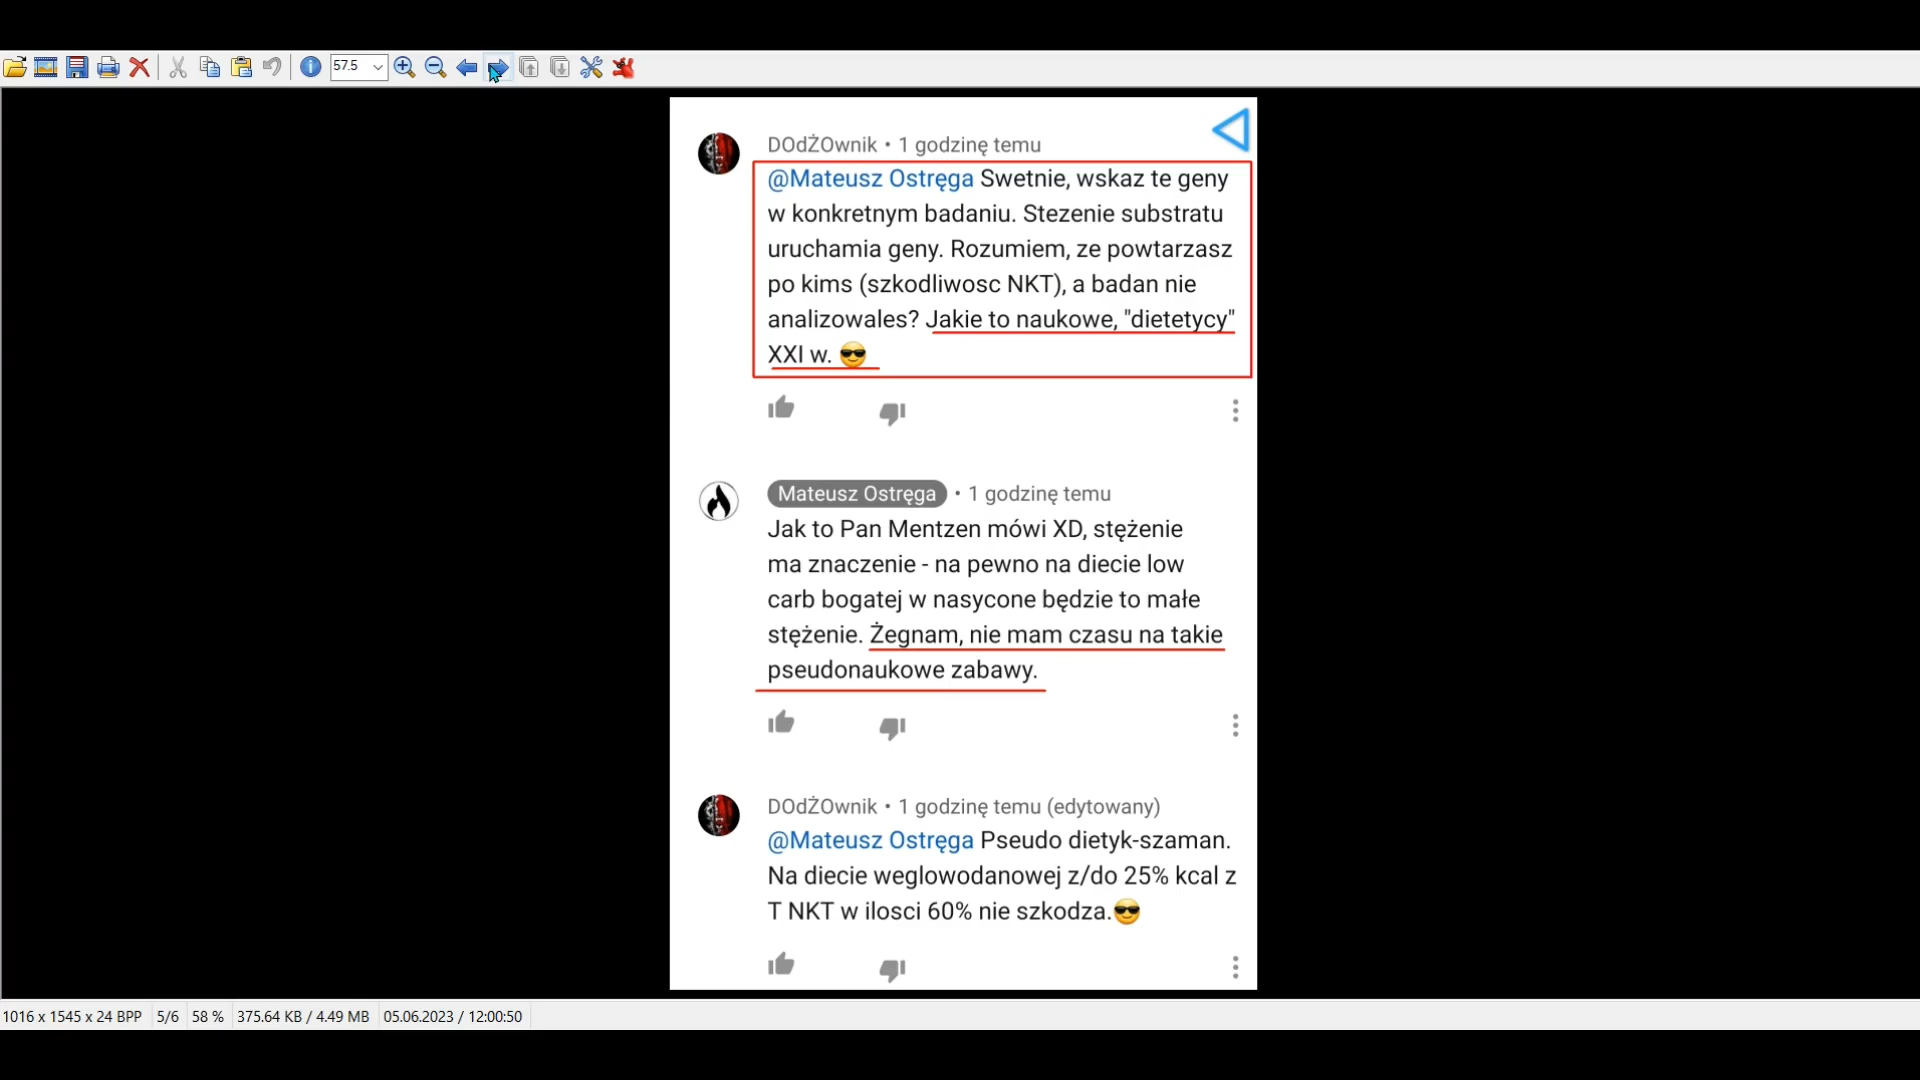 57.5
DOdŻOwnik • 1 godzinę temu
@Mateusz Ostręga Swetnie, wskaz te geny
w konkretnym badaniu. Stezenie substratu
uruchamia geny. Rozumiem, ze powtarzasz
po kims (szkodliwosc NKT), a badan nie
analizowales? Jakie to naukowe, "dietetycy"
XXI w. 😎
Mateusz Ostręga • 1 godzinę temu
Jak to Pan Mentzen mówi XD, stężenie
ma znaczenie - na pewno na diecie low
carb bogatej w nasycone będzie to małe
stężenie. Żegnam, nie mam czasu na takie
pseudonaukowe zabawy.
DOdŻOwnik • 1 godzinę temu (edytowany)
@Mateusz Ostręga Pseudo dietyk-szaman.
Na diecie weglowodanowej z/do 25% kcal z
T NKT w ilosci 60% nie szkodza.😎
1016 x 1545 x 24 BPP 5/6 58 % 375.64 KB / 4.49 MB 05.06.2023 / 12:00:50